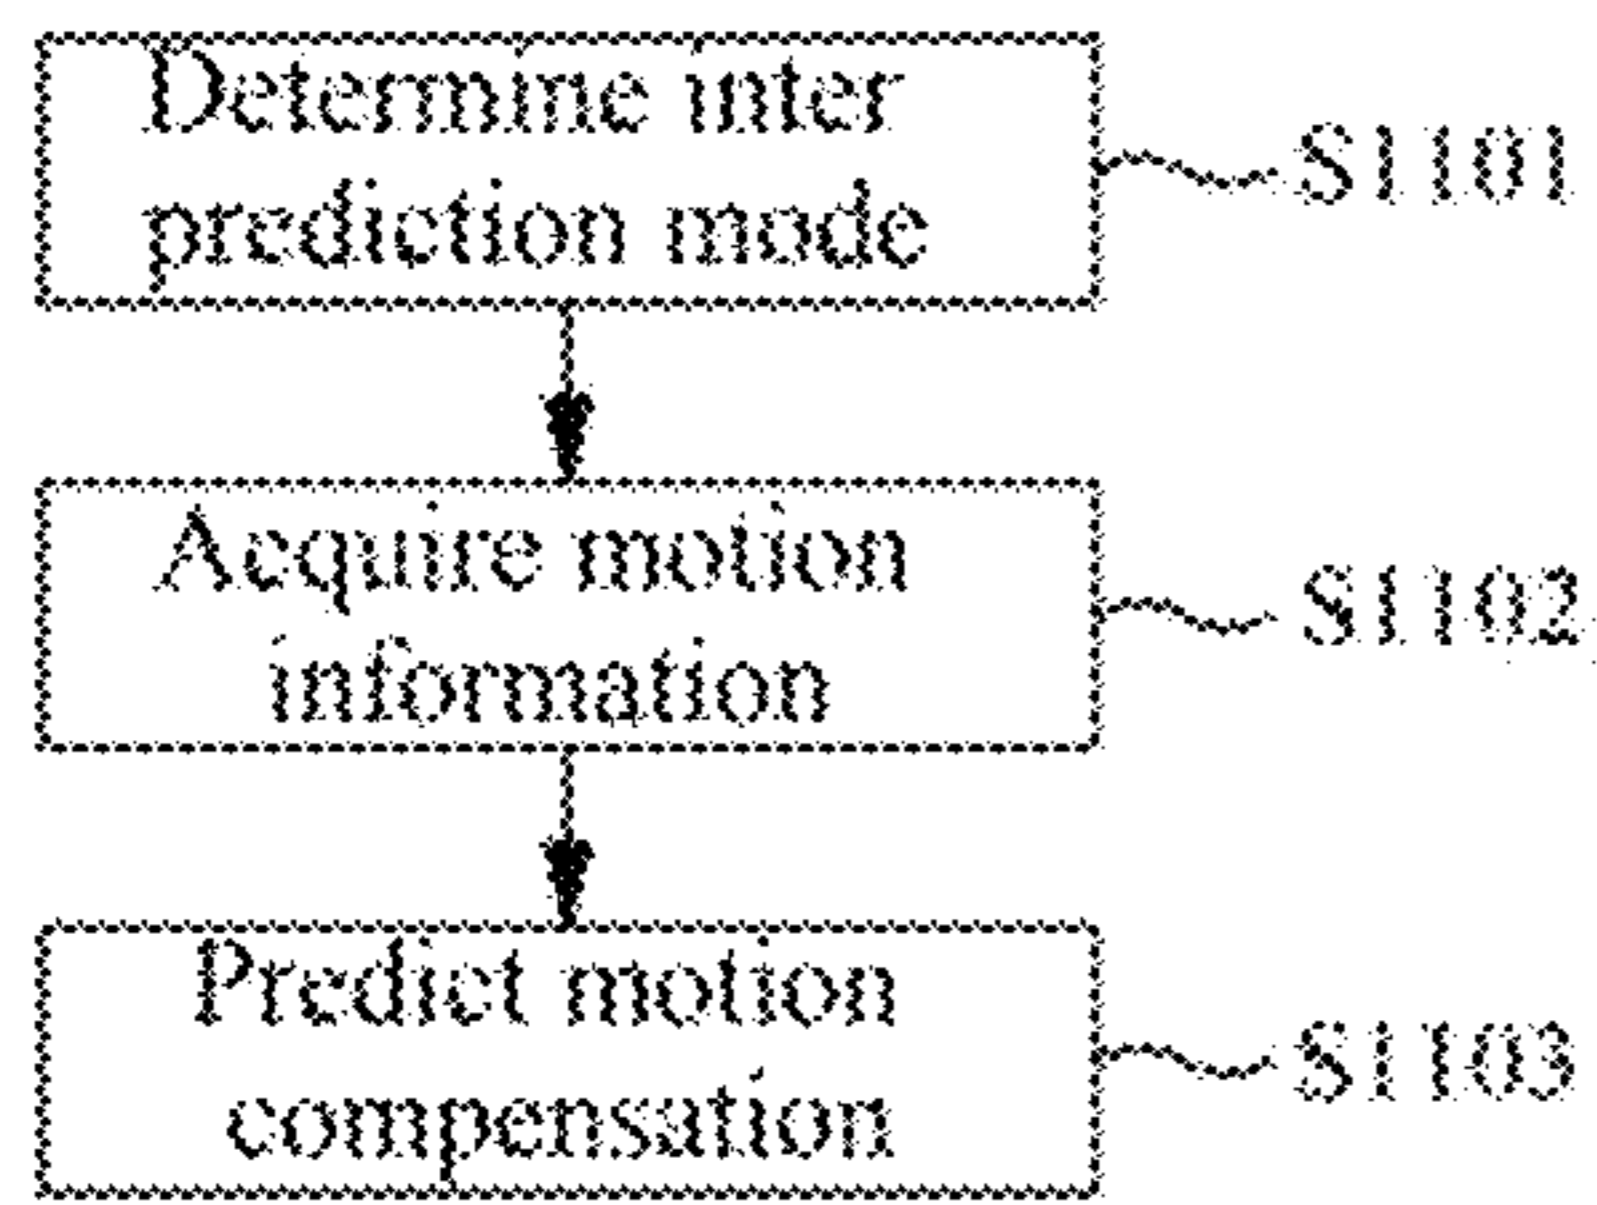 Determine inter
prediction mode
S1101
Acquire motion
information
S1102
Predict motion
compensation
S1103